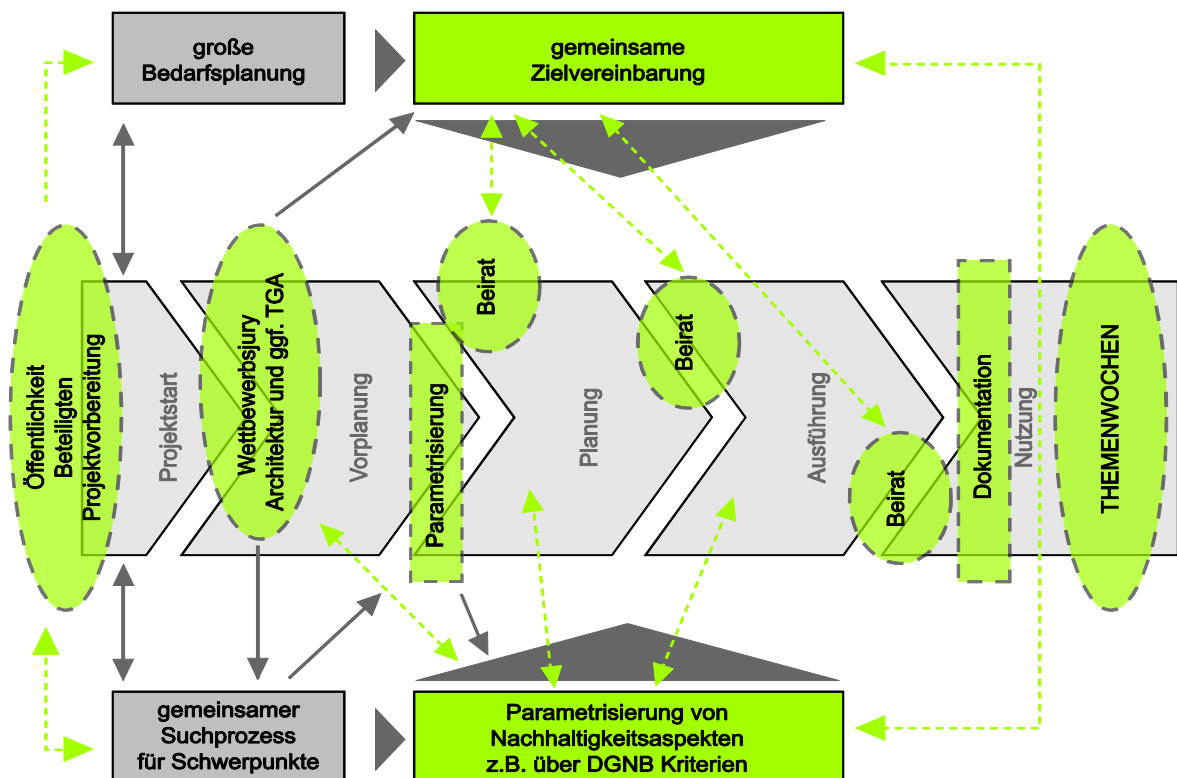 große
Bedarfsplanung
gemeinsame
Zielvereinbarung
Öffentlichkeit
Beteiligten
Projektvorbereitung
Projektstart
Wettbewerbsjury
Architektur und ggf. TGA
Vorplanung
Parametrisierung
Beirat
Planung
Beirat
Ausführung
Beirat
Dokumentation
Nutzung
THEMENWOCHEN
gemeinsamer
Suchprozess
für Schwerpunkte
Parametrisierung von
Nachhaltigkeitsaspekten
z.B. über DGNB Kriterien